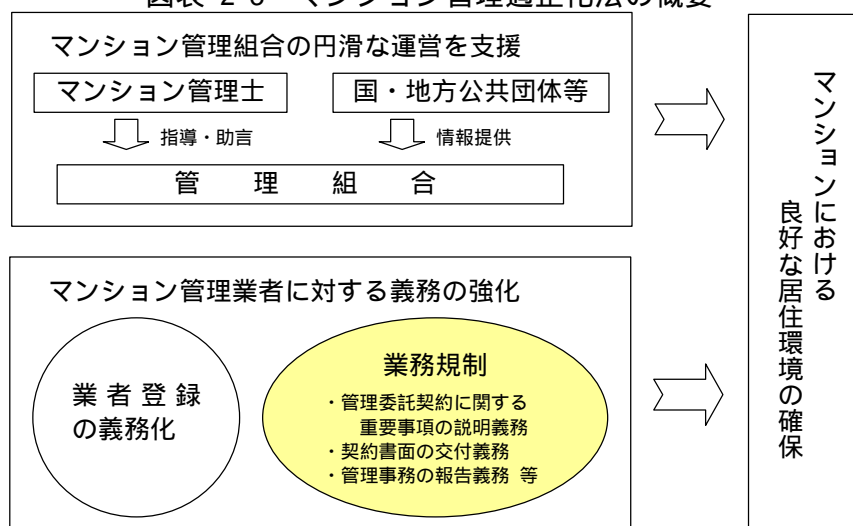 マンション管理組合の円滑な運営を支援
マンション管理士
国・地方公共団体等
指導・助言
情報提供
管 理 組 合
マンション管理業者に対する義務の強化
業者登録
の義務化
業務規制
・管理委託契約に関する
重要事項の説明義務
・契約書面の交付義務
・管理事務の報告義務 等
マンションにおける
良好な居住環境の確保